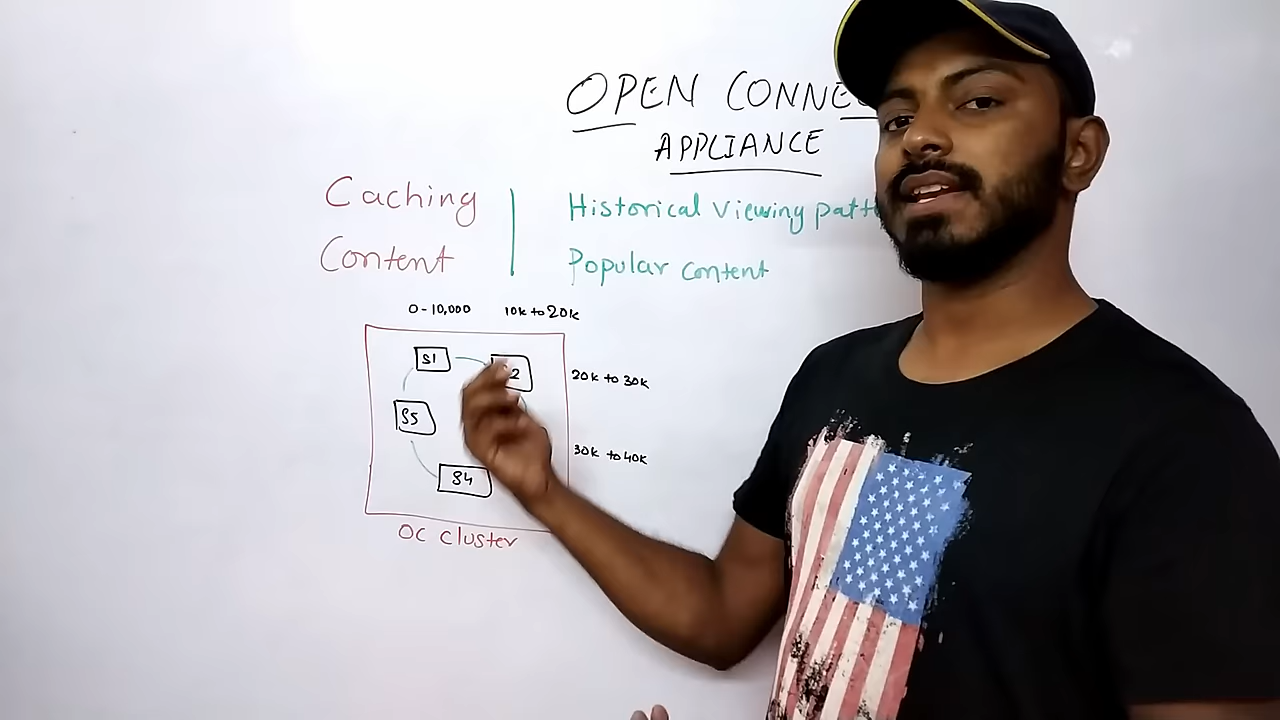 OPEN CONNE
APPLIANCE
Caching
Content
Historical viewing patt
Popular content
0-10,000
10k to 20k
S1
2
20k to 30k
S5
30k to 40k
S4
OC cluster